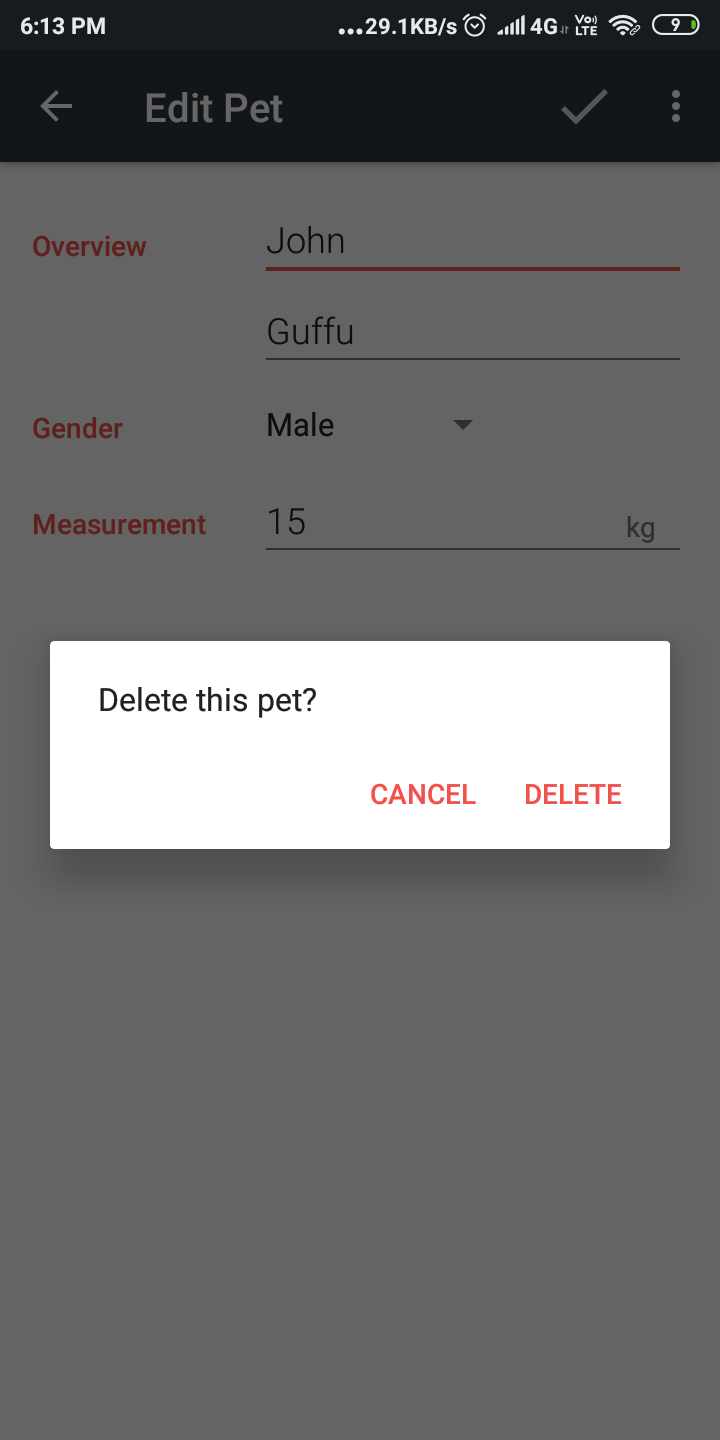 6:13 PM ...29.1KB/s 4G Vo) LTE 9
Edit Pet
Overview John
Guffu
Gender Male
Measurement 15 kg
Delete this pet?
CANCEL DELETE